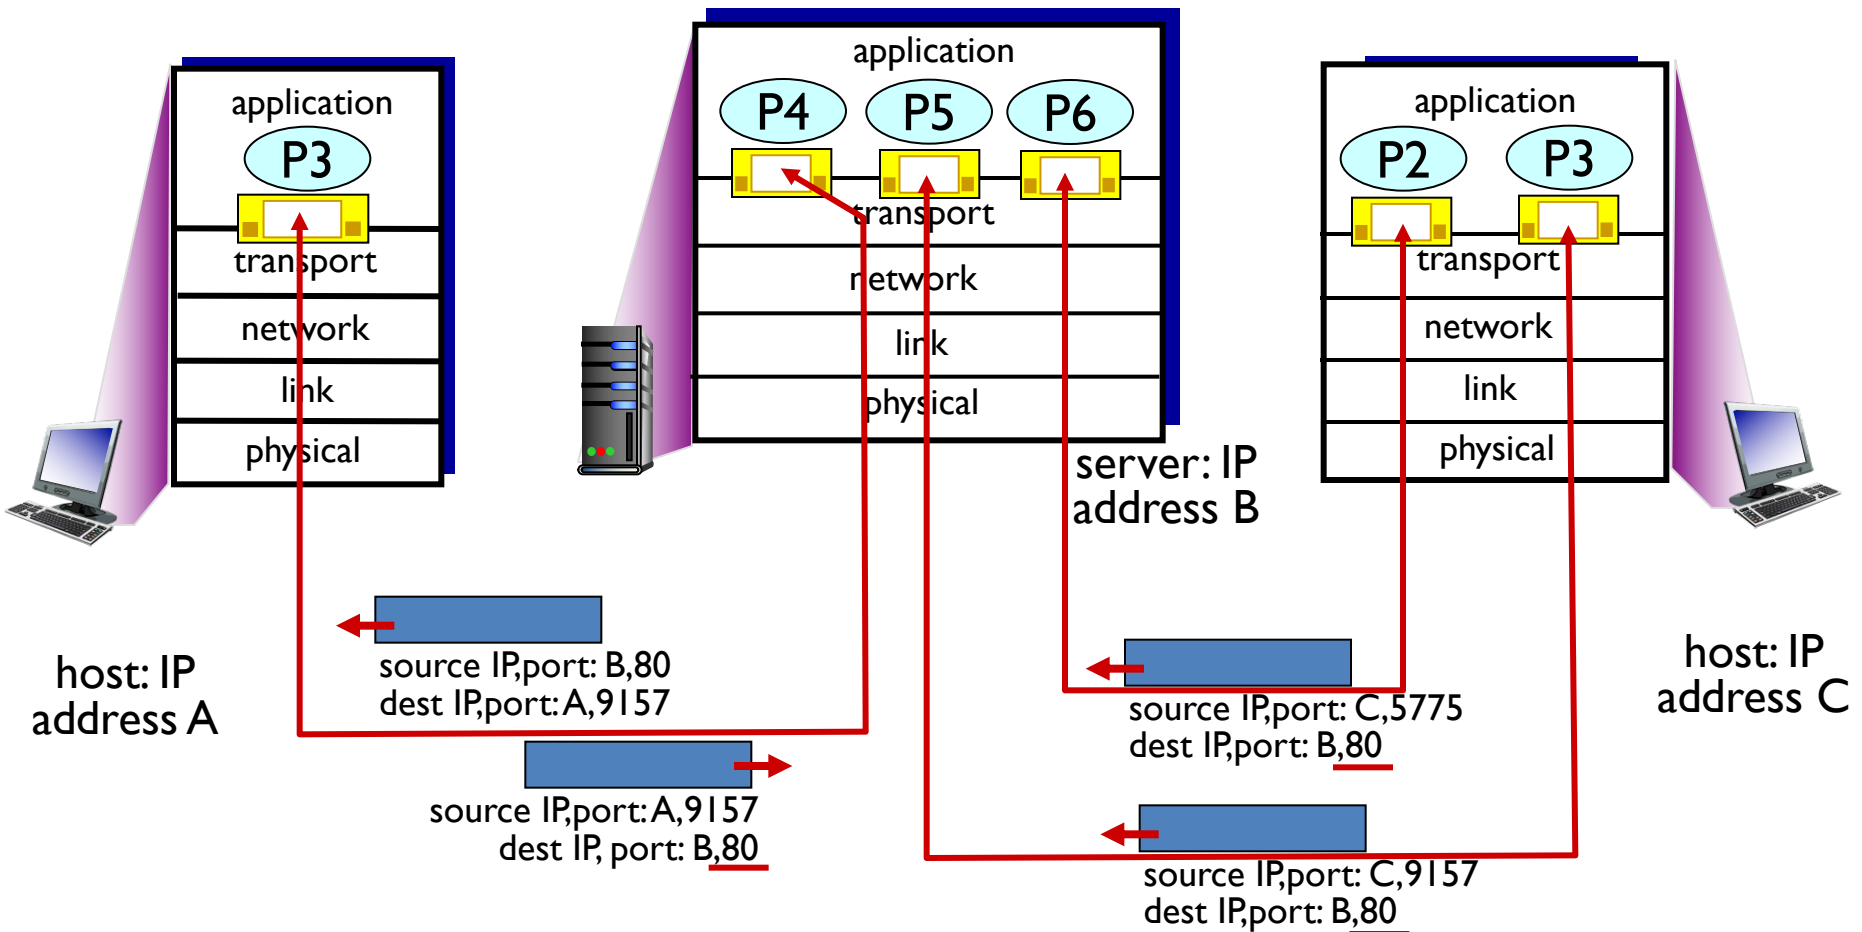 application
P3
transport
network
link
physical
host: IP
address A
application
P4 P5 P6
transport
network
link
physical
server: IP
address B
application
P2 P3
transport
network
link
physical
host: IP
address C
source IP,port: B,80
dest IP,port: A,9157
source IP,port: A,9157
dest IP, port: B,80
source IP,port: C,5775
dest IP,port: B,80
source IP,port: C,9157
dest IP,port: B,80